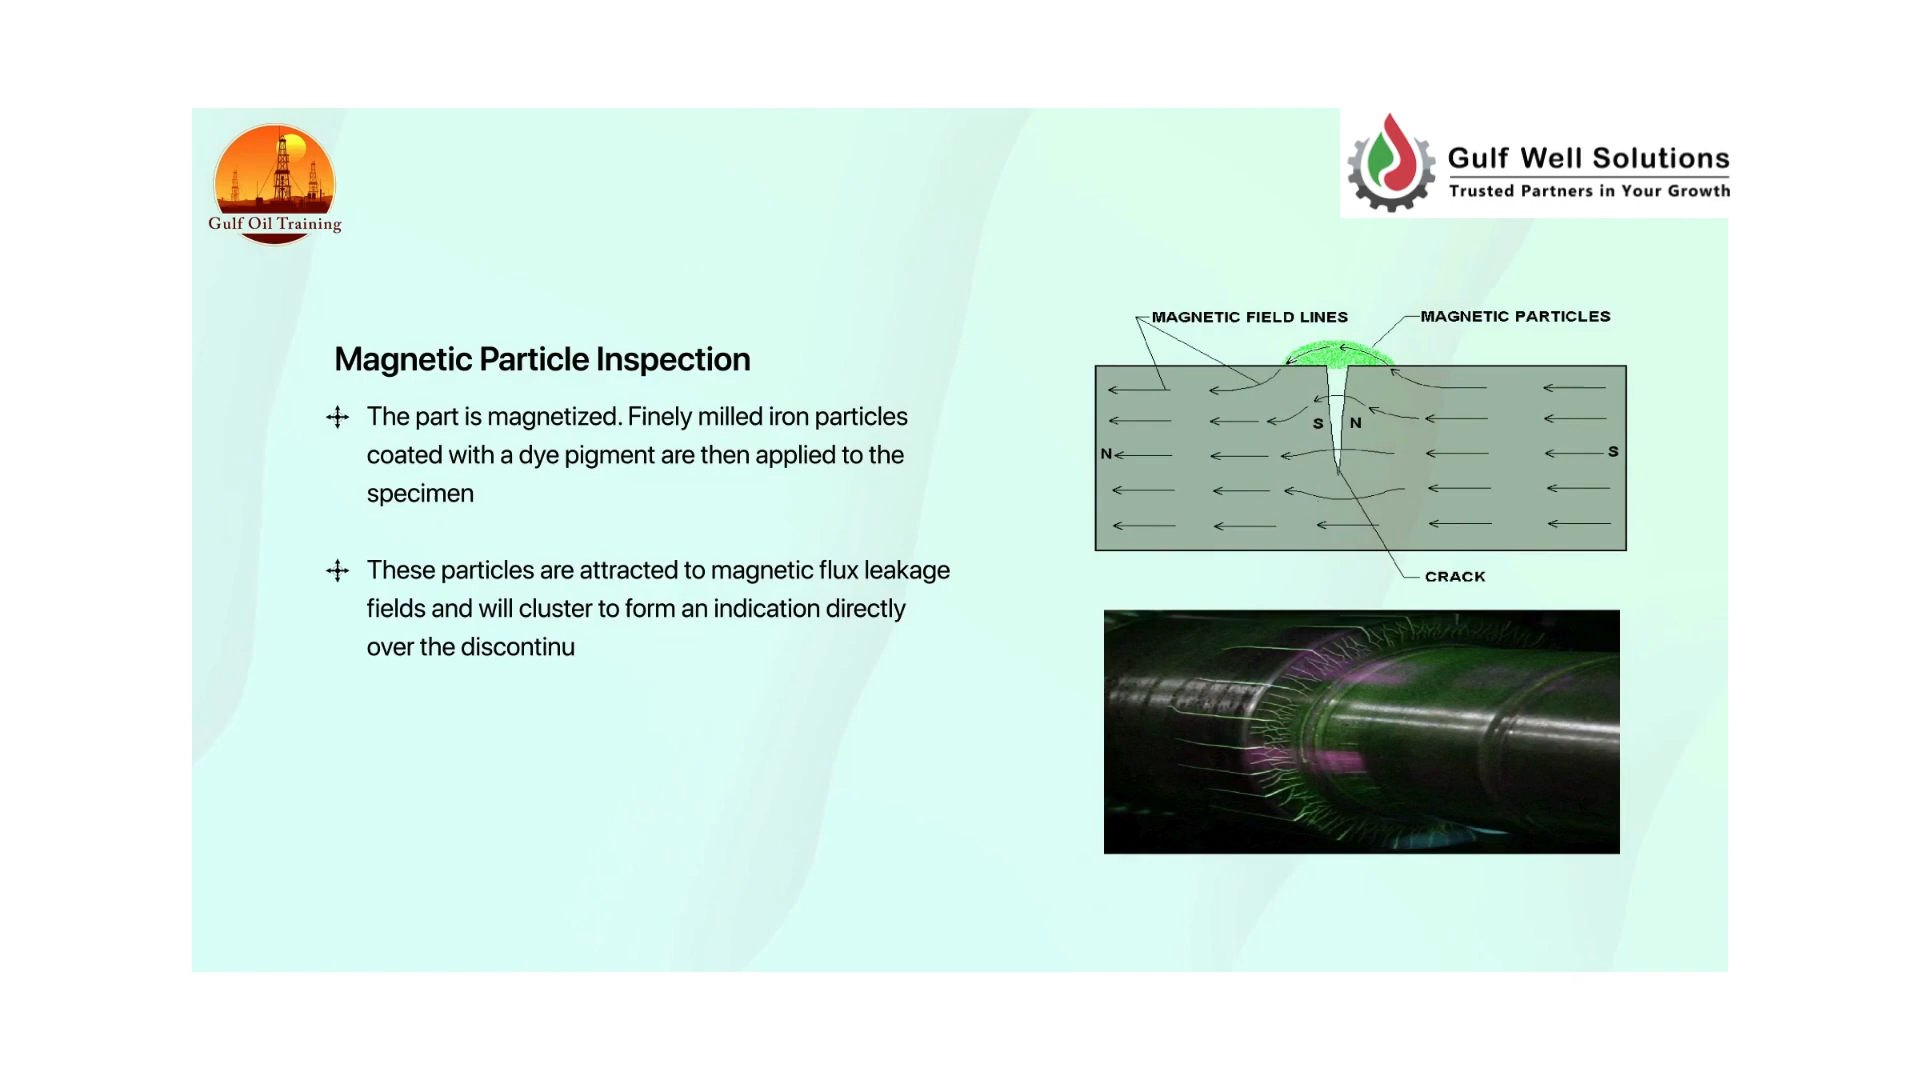 Gulf Oil Training
Gulf Well Solutions
Trusted Partners in Your Growth
Magnetic Particle Inspection
The part is magnetized. Finely milled iron particles
coated with a dye pigment are then applied to the
specimen
These particles are attracted to magnetic flux leakage
fields and will cluster to form an indication directly
over the discontinu
MAGNETIC FIELD LINES
MAGNETIC PARTICLES
S N
N S
CRACK